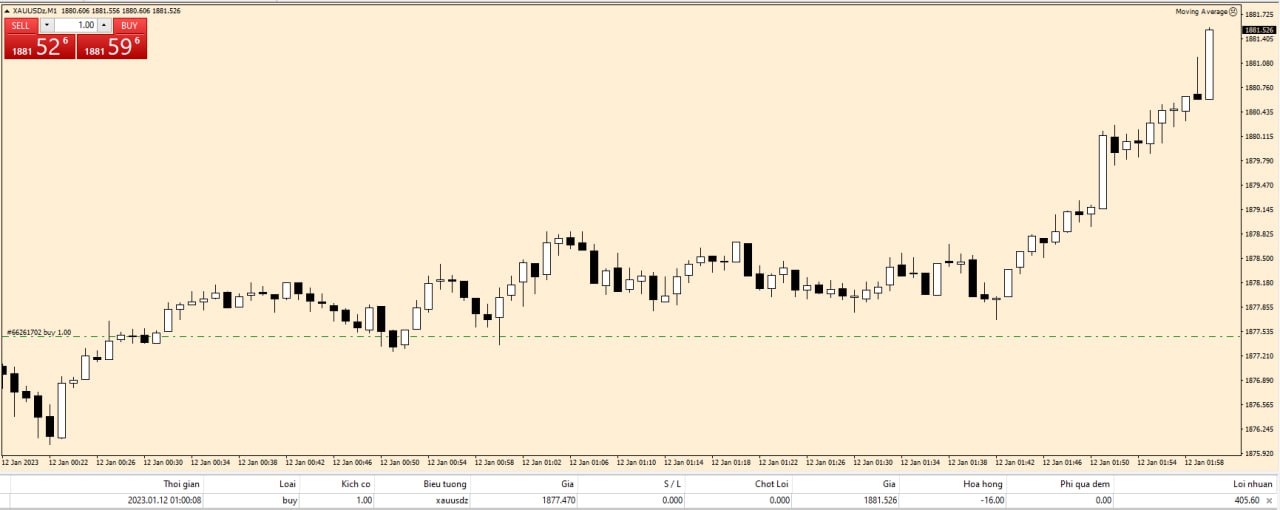 XAUUSDz,M1 1880.606 1881.556 1880.606 1881.526
Moving Average
SELL 1.00 BUY
1881 52 6 1881 59 6
1881.725
1881.526
1881.405
1881.080
1880.760
1880.435
1880.115
1879.790
1879.470
1879.145
1878.825
1878.500
1878.180
1877.855
#66261702 buy 1.00
1877.535
1877.210
1876.890
1876.565
1876.245
1875.920
12 Jan 2023 12 Jan 00:22 12 Jan 00:26 12 Jan 00:30 12 Jan 00:34 12 Jan 00:38 12 Jan 00:42 12 Jan 00:46 12 Jan 00:50 12 Jan 00:54 12 Jan 00:58 12 Jan 01:02 12 Jan 01:06 12 Jan 01:10 12 Jan 01:14 12 Jan 01:18 12 Jan 01:22 12 Jan 01:26 12 Jan 01:30 12 Jan 01:34 12 Jan 01:38 12 Jan 01:42 12 Jan 01:46 12 Jan 01:50 12 Jan 01:54 12 Jan 01:58
Thoi gian Loai Kich co Bieu tuong Gia S / L Chot Loi Gia Hoa hong Phi qua dem Loi nhuan
2023.01.12 01:00:08 buy 1.00 xauusdz 1877.470 0.000 0.000 1881.526 -16.00 0.00 405.60